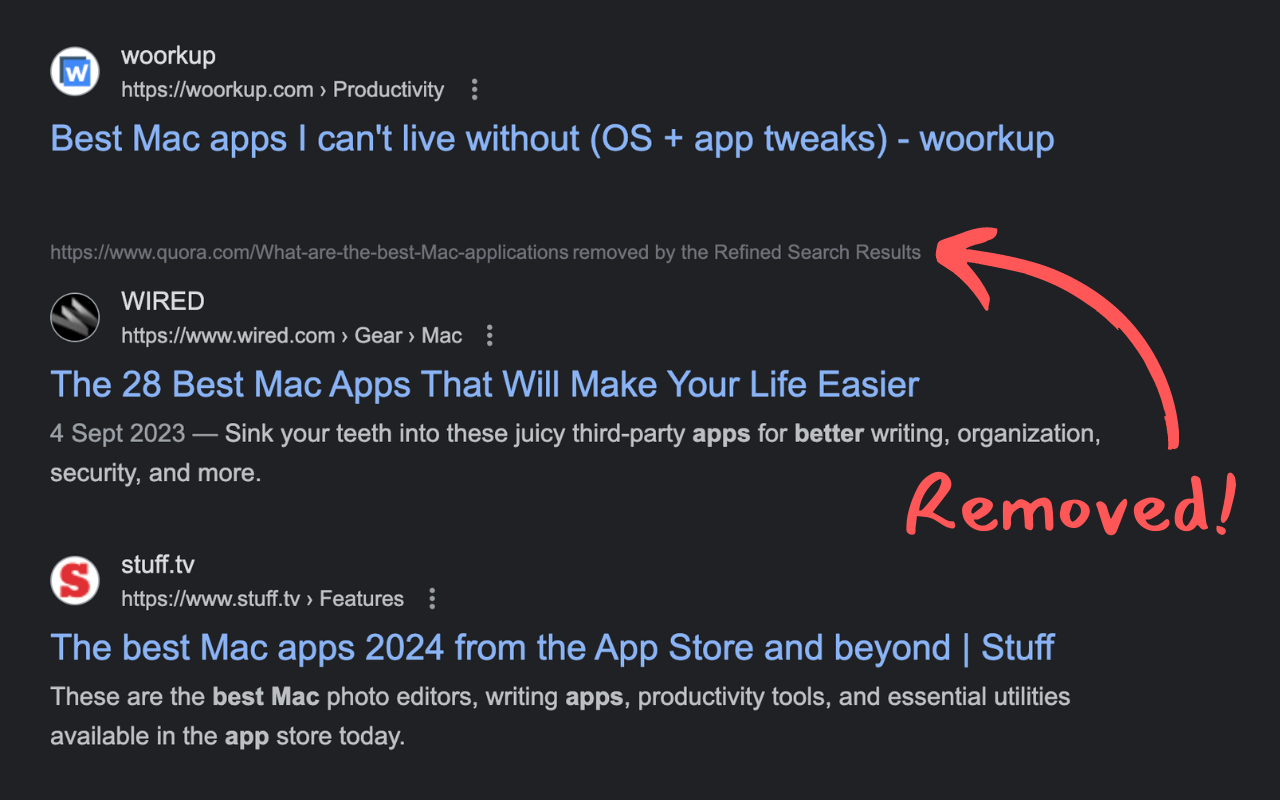 woorkup
https://woorkup.com › Productivity
Best Mac apps I can't live without (OS + app tweaks) - woorkup
https://www.quora.com/What-are-the-best-Mac-applications removed by the Refined Search Results
WIRED
https://www.wired.com › Gear › Mac
The 28 Best Mac Apps That Will Make Your Life Easier
4 Sept 2023 — Sink your teeth into these juicy third-party apps for better writing, organization,
security, and more.
Removed!
stuff.tv
https://www.stuff.tv › Features
The best Mac apps 2024 from the App Store and beyond | Stuff
These are the best Mac photo editors, writing apps, productivity tools, and essential utilities
available in the app store today.